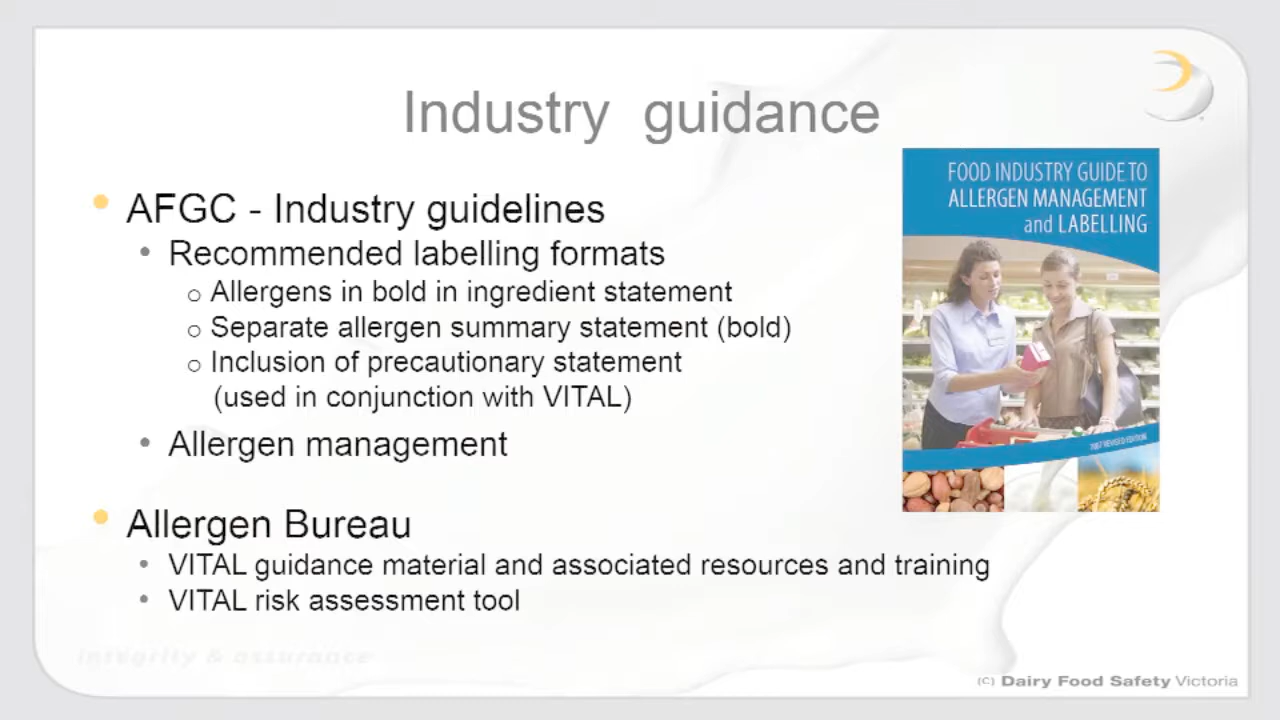 Industry guidance
• AFGC - Industry guidelines
• Recommended labelling formats
o Allergens in bold in ingredient statement
o Separate allergen summary statement (bold)
o Inclusion of precautionary statement
(used in conjunction with VITAL)
• Allergen management
• Allergen Bureau
• VITAL guidance material and associated resources and training
• VITAL risk assessment tool
FOOD INDUSTRY GUIDE TO
ALLERGEN MANAGEMENT
and LABELLING
2007 REVISED EDITION
integrity & assurance
(C) Dairy Food Safety Victoria